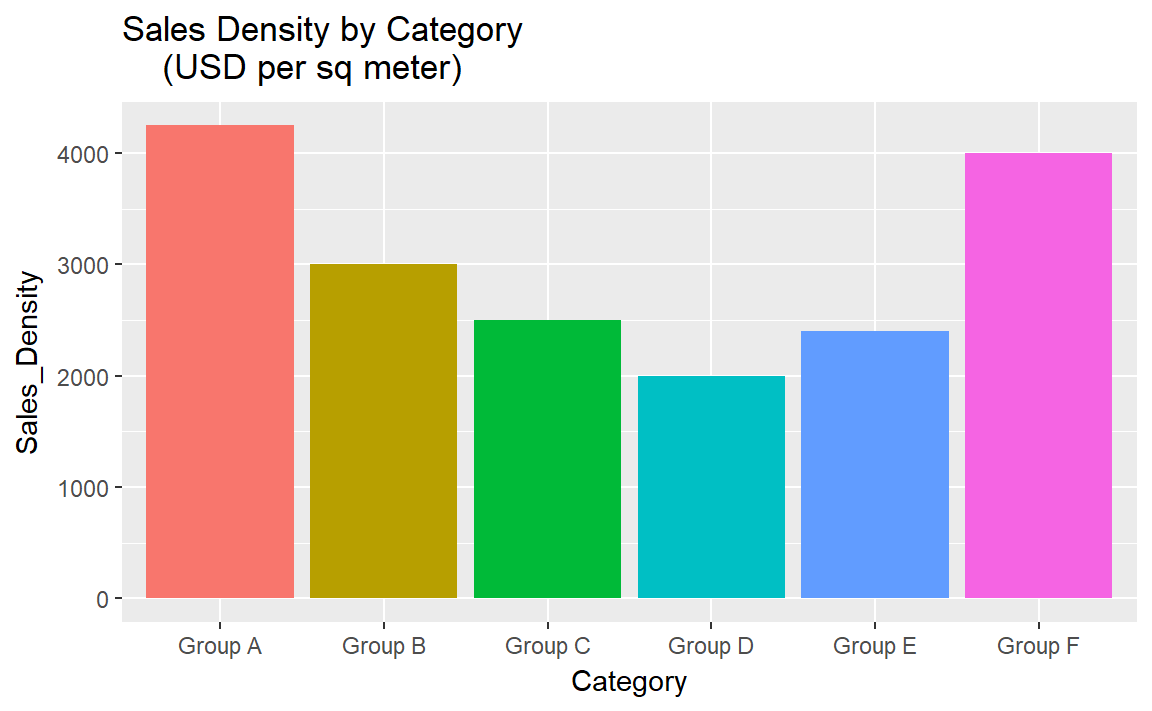 Sales Density by Category
(USD per sq meter)
Sales_Density
4000
3000
2000
1000
0
Group A
Group B
Group C
Group D
Group E
Group F
Category